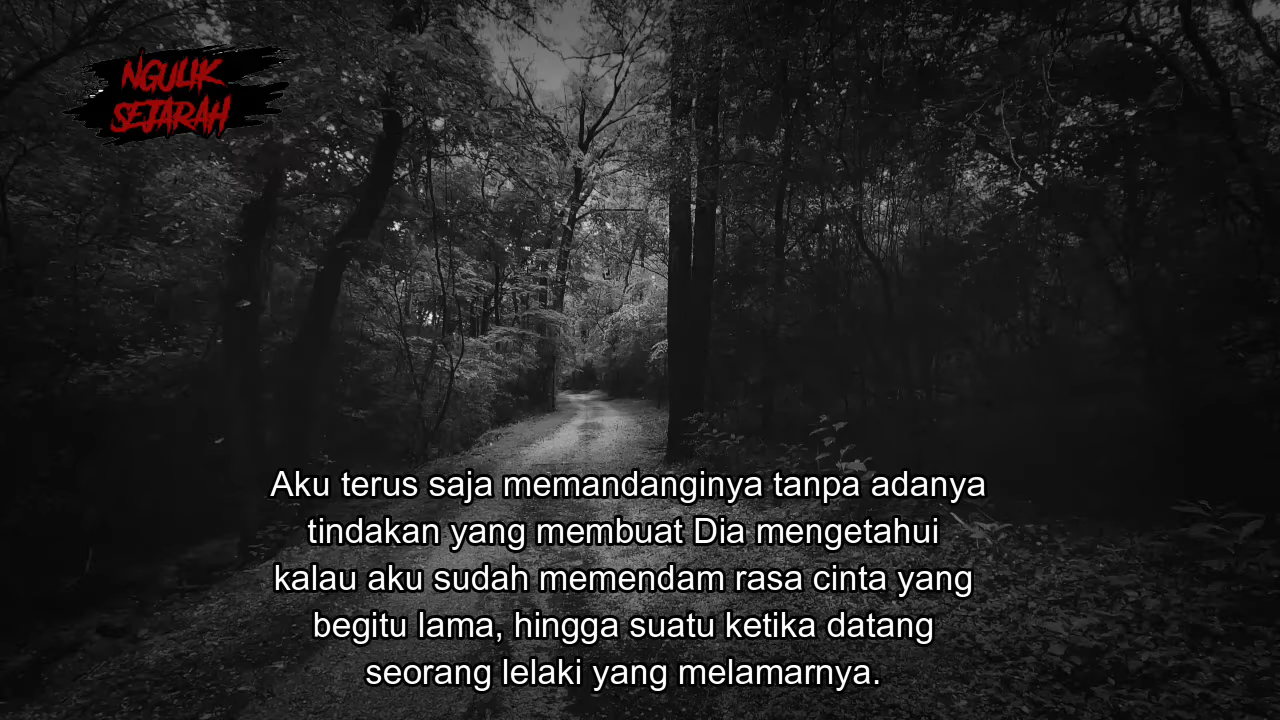 NGULIK
SEJARAH
Aku terus saja memandanginya tanpa adanya
tindakan yang membuat Dia mengetahui
kalau aku sudah memendam rasa cinta yang
begitu lama, hingga suatu ketika datang
seorang lelaki yang melamarnya.